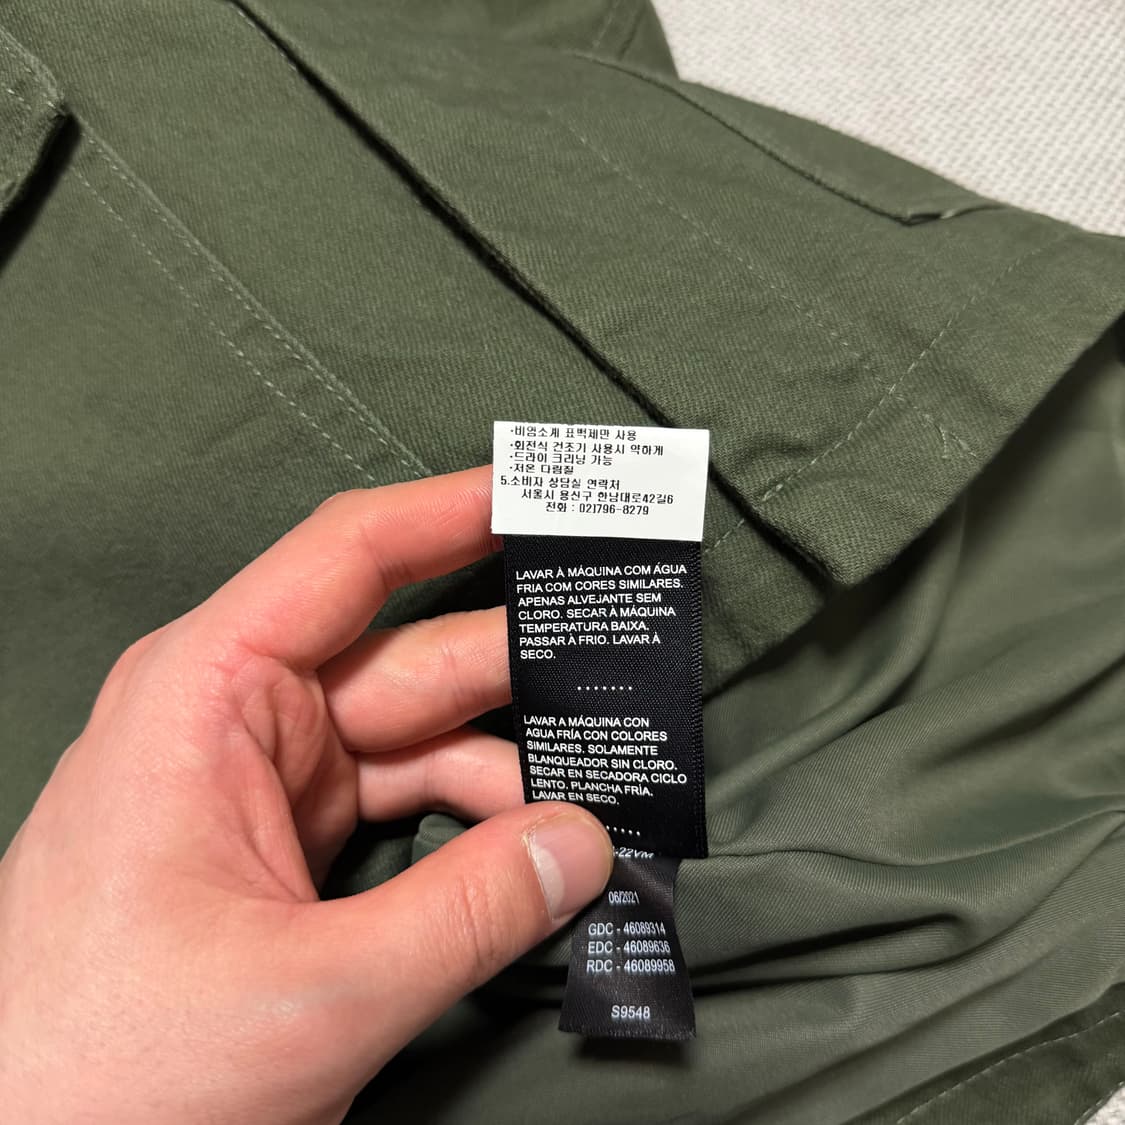 ·비염소계 표백제만 사용
·회전식 건조기 사용시 약하게
·드라이 크리닝 가능
·저온 다림질
5.소비자 상담실 연락처
서울시 용산구 한남대로42길6
전화 : 02)796-8279
LAVAR À MÁQUINA COM ÁGUA
FRIA COM CORES SIMILARES.
APENAS ALVEJANTE SEM
CLORO. SECAR À MÁQUINA
TEMPERATURA BAIXA.
PASSAR À FRIO. LAVAR À
SECO.
.......
LAVAR A MÁQUINA CON
AGUA FRÍA CON COLORES
SIMILARES. SOLAMENTE
BLANQUEADOR SIN CLORO.
SECAR EN SECADORA CICLO
LENTO. PLANCHA FRÍA.
LAVAR EN SECO.
-22VM
06/2021
GDC - 46089314
EDC - 46089636
RDC - 46089958
S9548